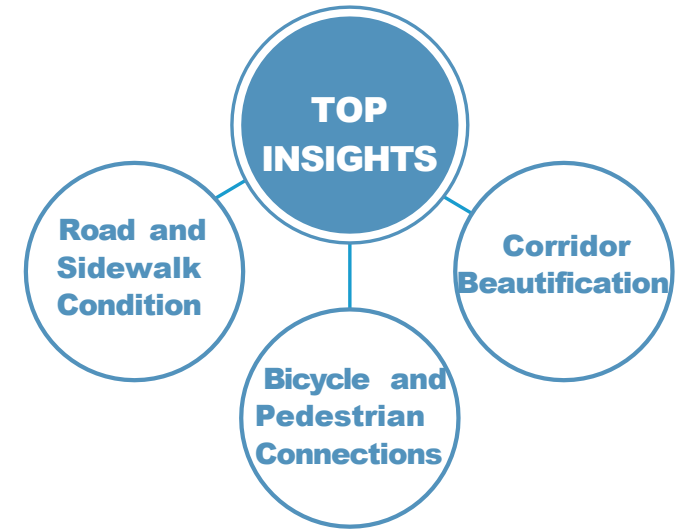 TOP
INSIGHTS
Road and
Sidewalk
Condition
Corridor
Beautification
Bicycle and
Pedestrian
Connections